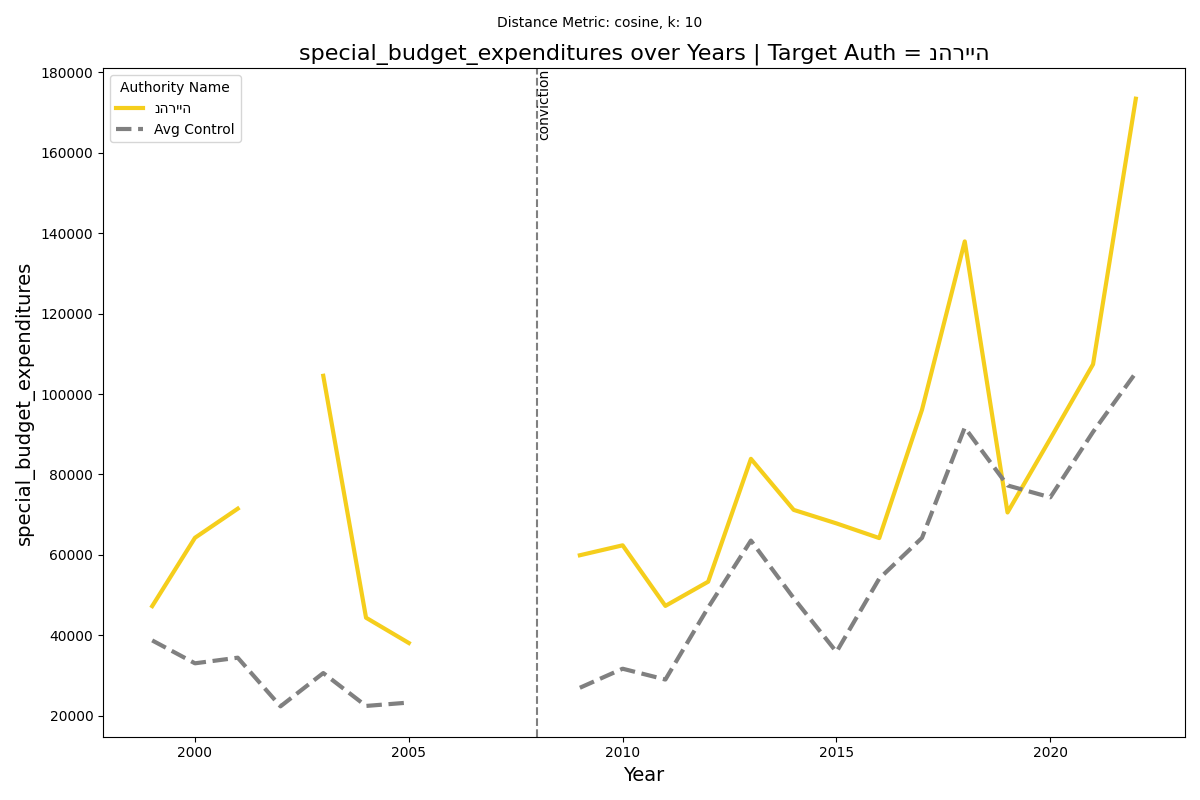 Distance Metric: cosine, k: 10
special_budget_expenditures over Years | Target Auth = נהרייה
180000
160000
140000
120000
100000
80000
60000
40000
20000
special_budget_expenditures
Authority Name
נהרייה
Avg Control
conviction
2000 2005 2010 2015 2020
Year